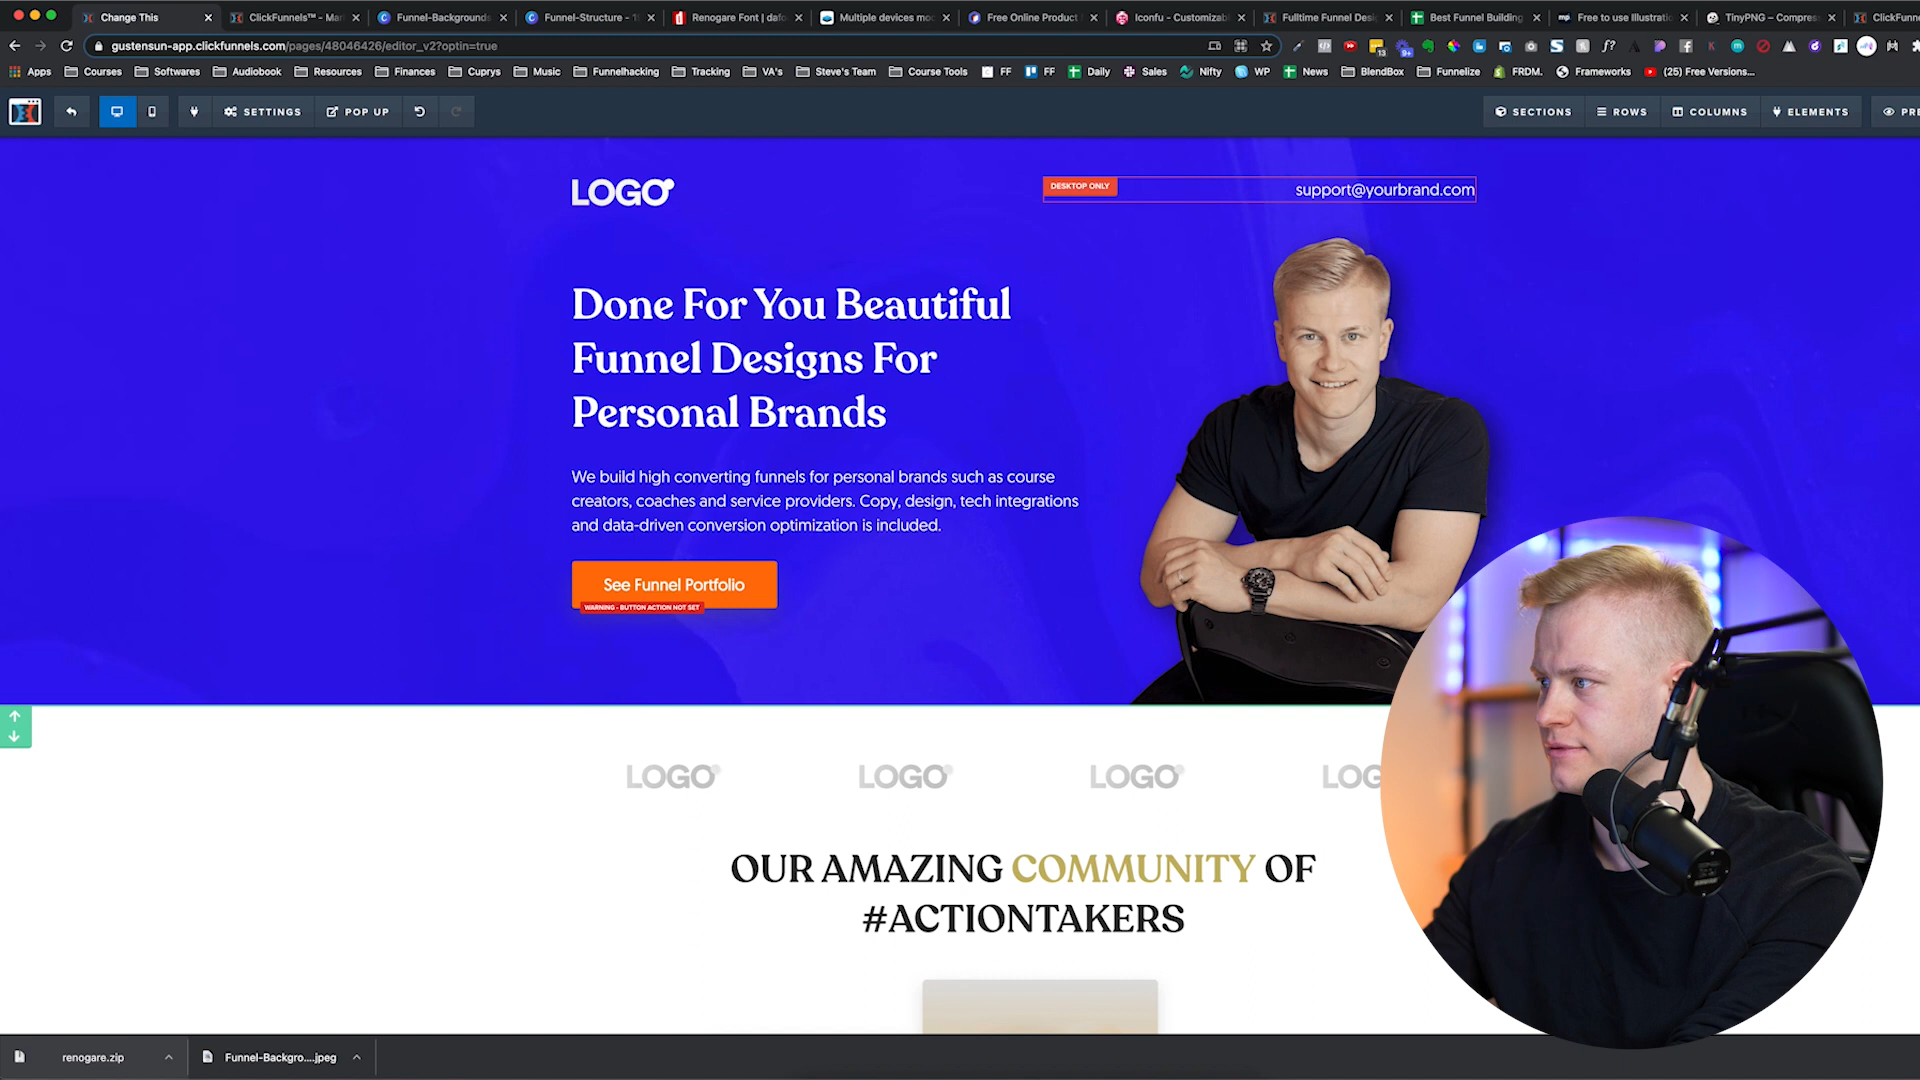 Change This
ClickFunnels™ - Mar
Funnel-Backgrounds
Funnel-Structure - 1
Renogare Font | dafo
Multiple devices moc
Free Online Product
Iconfu - Customizabl
Fulltime Funnel Desi
Best Funnel Building
Free to use Illustratio
TinyPNG – Compres
ClickFun
gustensun-app.clickfunnels.com/pages/48046426/editor_v2?optin=true
Apps
Courses
Softwares
Audiobook
Resources
Finances
Cuprys
Music
Funnelhacking
Tracking
VA's
Steve's Team
Course Tools
FF
FF
Daily
Sales
Nifty
WP
News
BlendBox
Funnelize
FRDM.
Frameworks
(25) Free Versions...
SETTINGS
POP UP
SECTIONS
ROWS
COLUMNS
ELEMENTS
PRE
LOGO
DESKTOP ONLY
support@yourbrand.com
Done For You Beautiful
Funnel Designs For
Personal Brands
We build high converting funnels for personal brands such as course
creators, coaches and service providers. Copy, design, tech integrations
and data-driven conversion optimization is included.
See Funnel Portfolio
WARNING - BUTTON ACTION NOT SET
LOGO
LOGO
LOGO
LOG
OUR AMAZING COMMUNITY OF
#ACTIONTAKERS
renogare.zip
Funnel-Backgro....jpeg